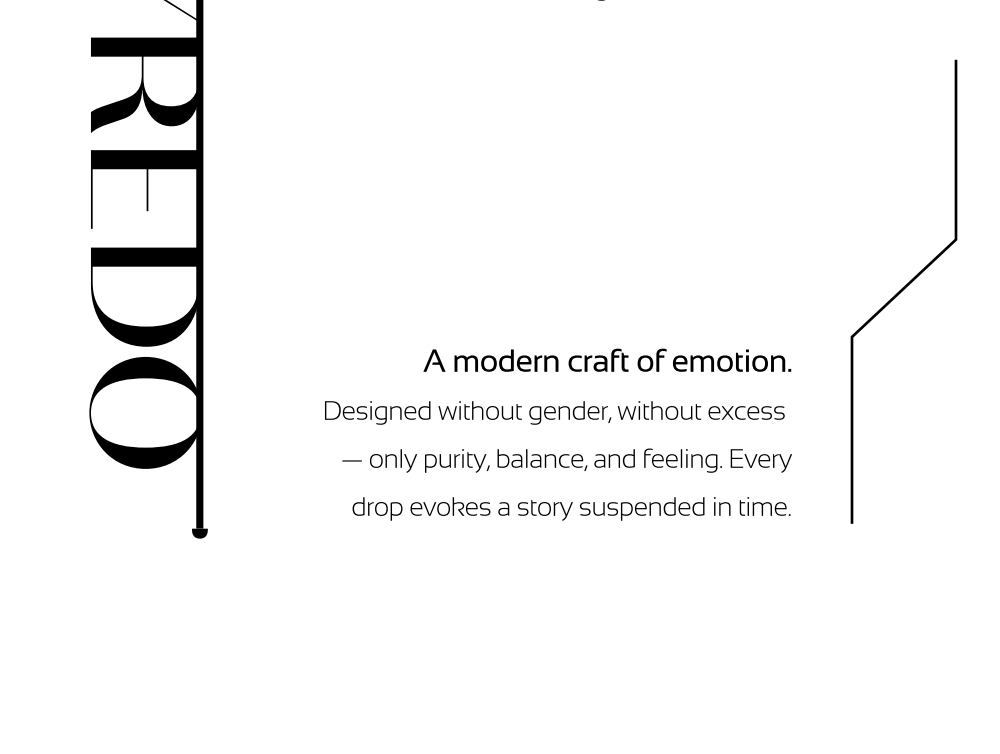 REDO
A modern craft of emotion.
Designed without gender, without excess
— only purity, balance, and feeling. Every
drop evokes a story suspended in time.